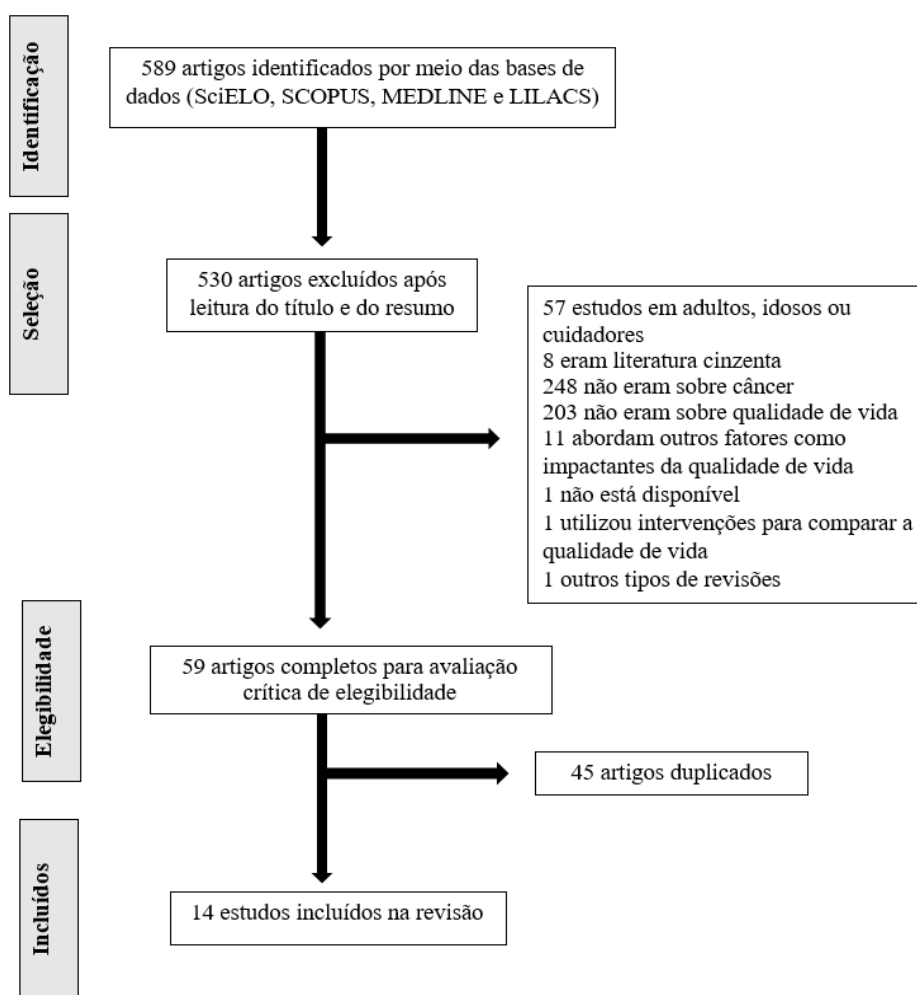 Identificação
589 artigos identificados por meio das bases de
dados (SciELO, SCOPUS, MEDLINE e LILACS)
Seleção
530 artigos excluídos após
leitura do título e do resumo
57 estudos em adultos, idosos ou
cuidadores
8 eram literatura cinzenta
248 não eram sobre câncer
203 não eram sobre qualidade de vida
11 abordam outros fatores como
impactantes da qualidade de vida
1 não está disponível
1 utilizou intervenções para comparar a
qualidade de vida
1 outros tipos de revisões
Elegibilidade
59 artigos completos para avaliação
crítica de elegibilidade
45 artigos duplicados
Incluídos
14 estudos incluídos na revisão